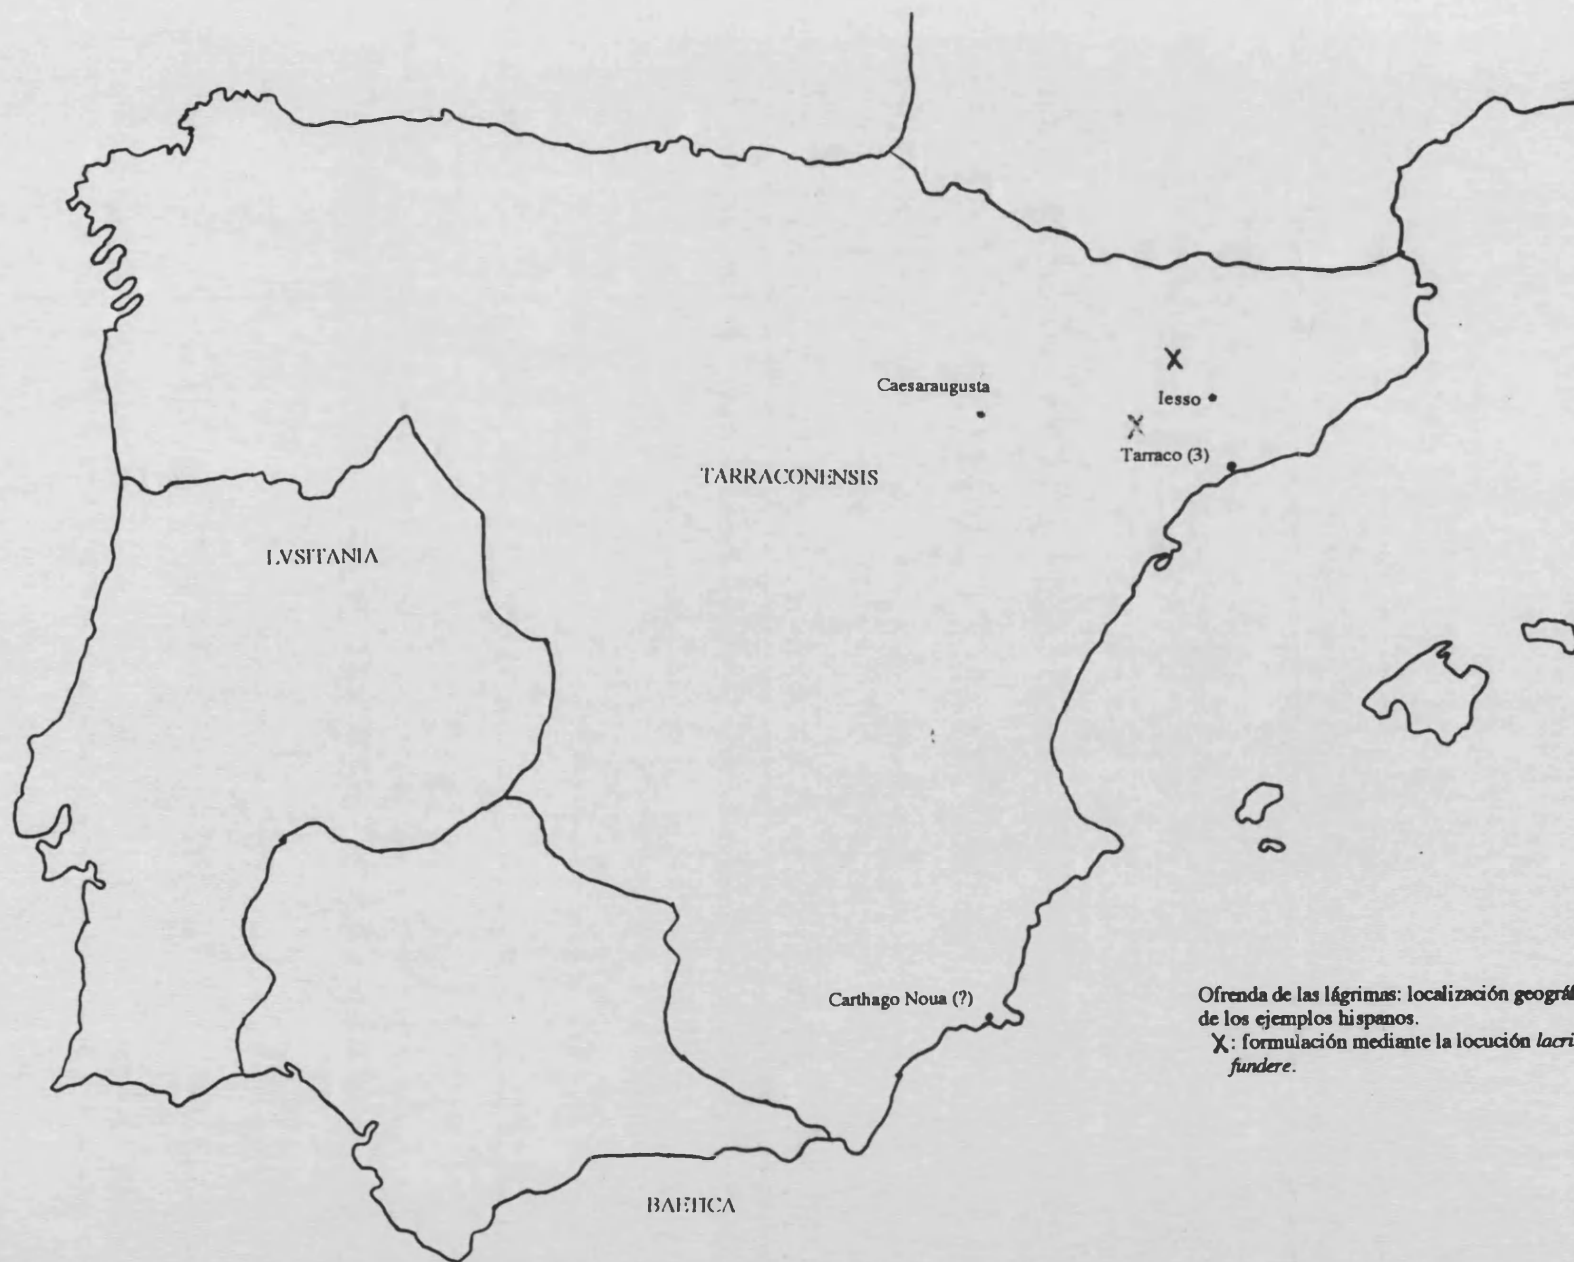 X
Caesaraugusta
Iesso
X
Tarraco (3)
TARRACONENSIS
LVSITANIA
Carthago Noua (?)
Ofrenda de las lágrimas: localización
de los ejemplos hispanos.
X: formulación mediante la locución
fundere.
BAETICA